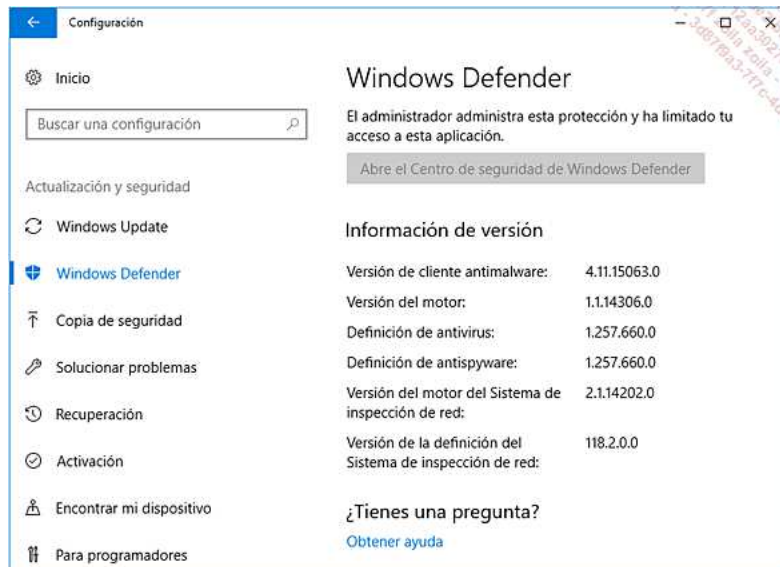 Configuración
Inicio
Buscar una configuración
Actualización y seguridad
Windows Update
Windows Defender
Copia de seguridad
Solucionar problemas
Recuperación
Activación
Encontrar mi dispositivo
Para programadores
Windows Defender
El administrador administra esta protección y ha limitado tu
acceso a esta aplicación.
Abre el Centro de seguridad de Windows Defender
Información de versión
Versión de cliente antimalware: 4.11.15063.0
Versión del motor: 1.1.14306.0
Definición de antivirus: 1.257.660.0
Definición de antispyware: 1.257.660.0
Versión del motor del Sistema de 2.1.14202.0
inspección de red:
Versión de la definición del 118.2.0.0
Sistema de inspección de red:
¿Tienes una pregunta?
Obtener ayuda